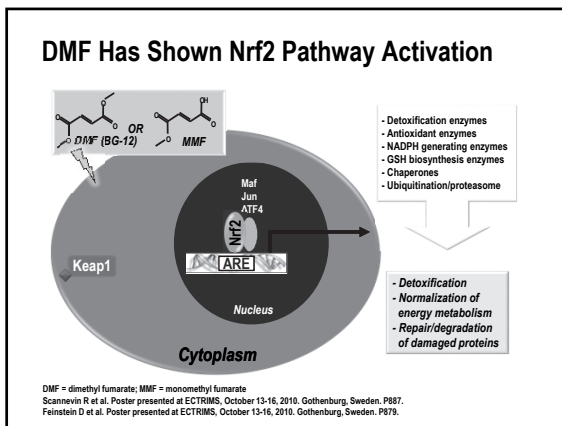 DMF Has Shown Nrf2 Pathway Activation
OH
OR
DMF (BG-12)
MMF
Maf
Jun
ATF4
Nrf2
ARE
Keap1
Nucleus
Cytoplasm
- Detoxification enzymes
- Antioxidant enzymes
- NADPH generating enzymes
- GSH biosynthesis enzymes
- Chaperones
- Ubiquitination/proteasome
- Detoxification
- Normalization of
energy metabolism
- Repair/degradation
of damaged proteins
DMF = dimethyl fumarate; MMF = monomethyl fumarate
Scannevin R et al. Poster presented at ECTRIMS, October 13-16, 2010. Gothenburg, Sweden. P887.
Feinstein D et al. Poster presented at ECTRIMS, October 13-16, 2010. Gothenburg, Sweden. P879.